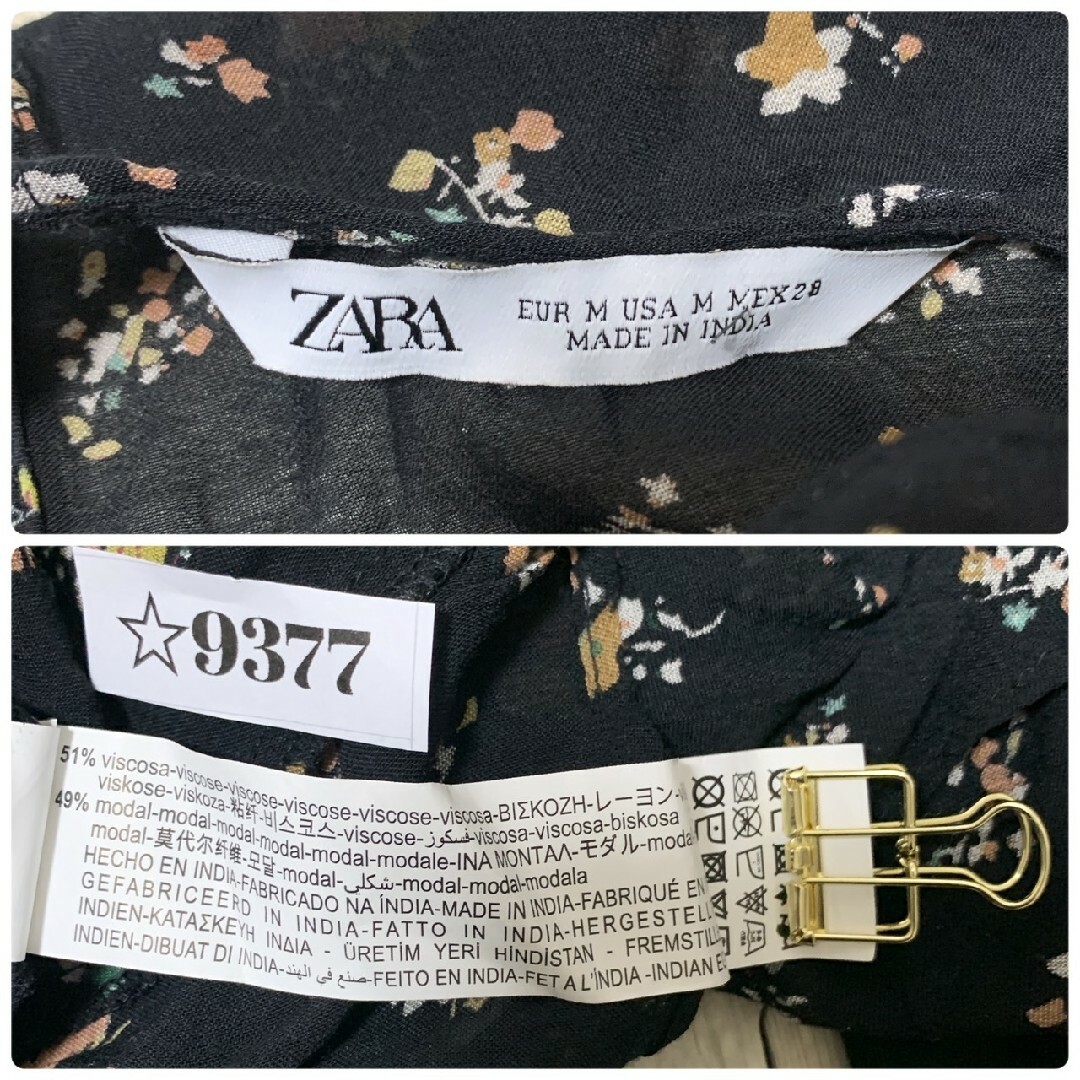 ZARA
EUR M USA M MEX28
MADE IN INDIA
☆9377
51% viscosa-viscose-viscose-viscose-viscose-viscosa-ΒΙΣΚΟΖΗ-レーヨン-
viskose-viskoza-粘纤-비스코스-viscose-فسكوز-viscosa-viscosa-biskosa
49% modal-modal-modal-modal-modal-modale-ΙΝΑ ΜΟΝΤΑΛ-モダル-moda
modal-莫代尔纤维-모달-modal-شكلي-modal-modal-modala
HECHO EN INDIA-FABRICADO NA ÍNDIA-MADE IN INDIA-FABRIQUÉ EN
GEFABRICEERD IN INDIA-FATTO IN INDIA-HERGESTELL
INDIEN-ΚΑΤΑΣΚΕΥΗ ΙΝΔΙΑ - ÜRETİM YERİ HİNDİSTAN - FREMSTILL
INDIEN-DIBUAT DI INDIA-صنع في الهند-FEITO EN INDIA-FET A L'ÍNDIA-INDIAN E